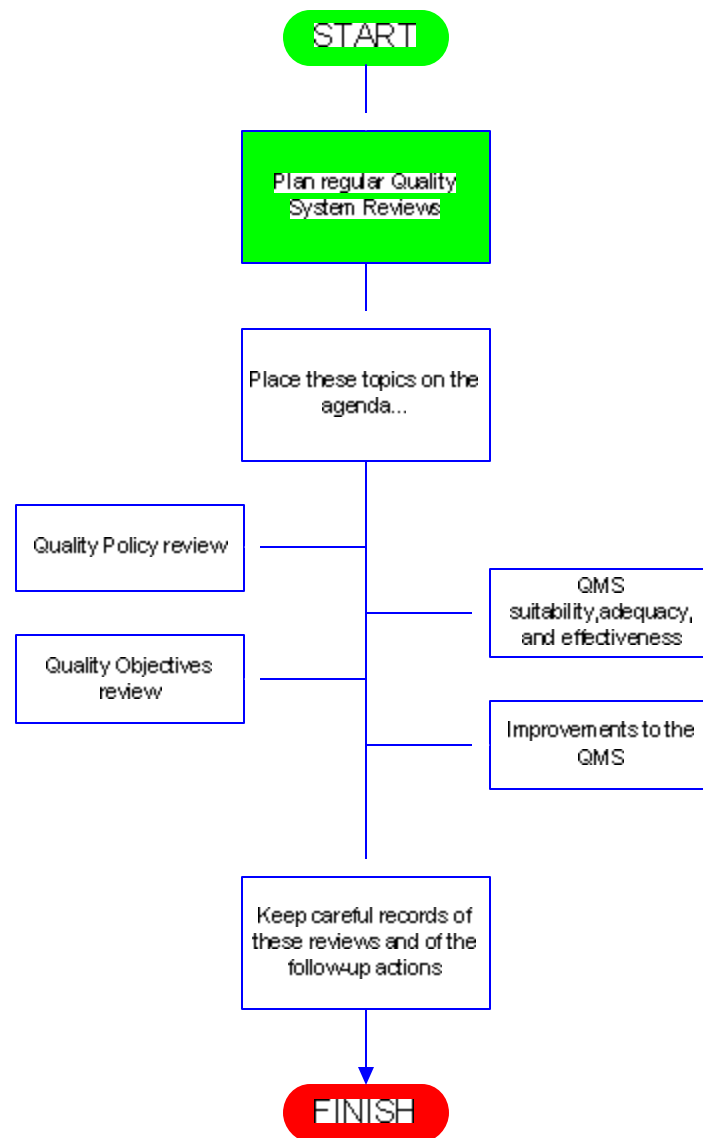 START
Plan regular Quality
System Reviews
Place these topics on the
agenda...
Quality Policy review
QMS
suitability,adequacy,
and effectiveness
Quality Objectives
review
Improvements to the
QMS
Keep careful records of
these reviews and of the
follow-up actions
FINISH